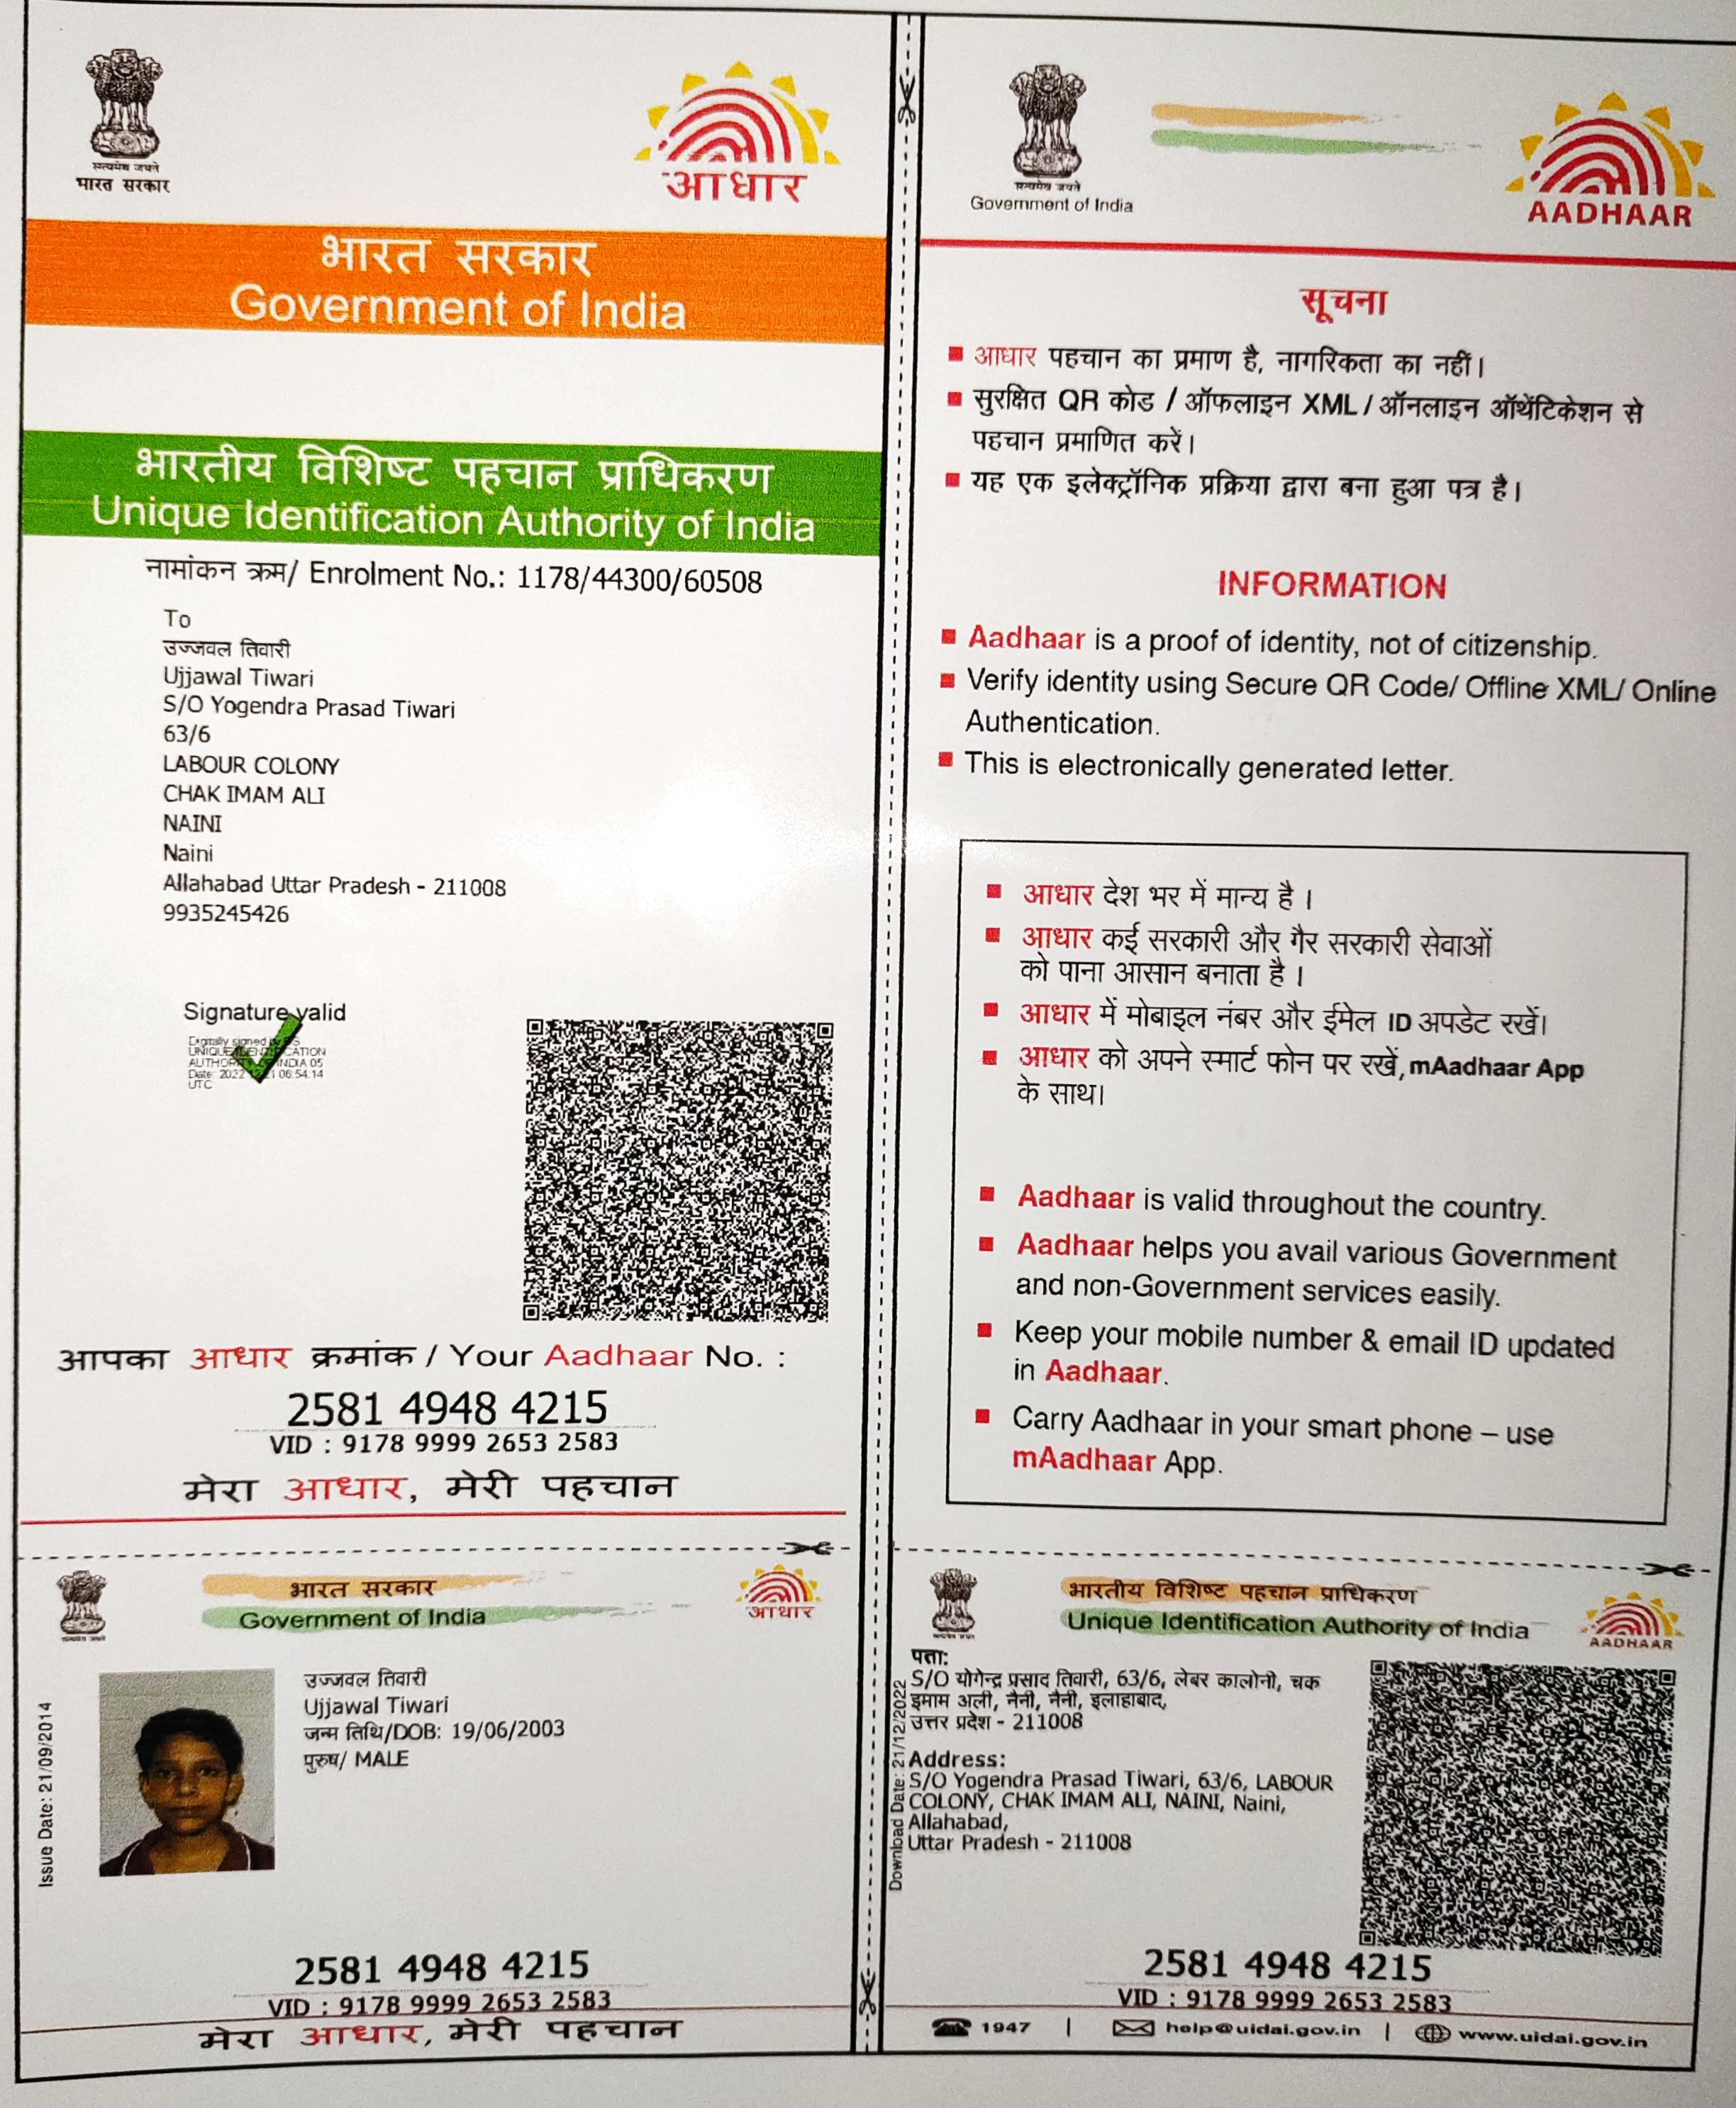 सत्यमेव जयते
भारत सरकार
आधार
भारत सरकार
Government of India
भारतीय विशिष्ट पहचान प्राधिकरण
Unique Identification Authority of India
नामांकन क्रम/ Enrolment No.: 1178/44300/60508
To
उज्जवल तिवारी
Ujjawal Tiwari
S/O Yogendra Prasad Tiwari
63/6
LABOUR COLONY
CHAK IMAM ALI
NAINI
Naini
Allahabad Uttar Pradesh - 211008
9935245426
Signature valid
Digitally signed by DS
UNIQUE IDENTIFICATION
AUTHORITY OF INDIA 05
Date: 2022 06:54:14
UTC
आपका आधार क्रमांक / Your Aadhaar No. :
2581 4948 4215
VID : 9178 9999 2653 2583
मेरा आधार, मेरी पहचान
सत्यमेव जयते
Government of India
AADHAAR
सूचना
आधार पहचान का प्रमाण है, नागरिकता का नहीं।
सुरक्षित QR कोड / ऑफलाइन XML / ऑनलाइन ऑथेंटिकेशन से
पहचान प्रमाणित करें।
यह एक इलेक्ट्रॉनिक प्रक्रिया द्वारा बना हुआ पत्र है।
INFORMATION
Aadhaar is a proof of identity, not of citizenship.
Verify identity using Secure QR Code/ Offline XML/ Online
Authentication.
This is electronically generated letter.
आधार देश भर में मान्य है ।
आधार कई सरकारी और गैर सरकारी सेवाओं
को पाना आसान बनाता है ।
आधार में मोबाइल नंबर और ईमेल ID अपडेट रखें।
आधार को अपने स्मार्ट फोन पर रखें, mAadhaar App
के साथ।
Aadhaar is valid throughout the country.
Aadhaar helps you avail various Government
and non-Government services easily.
Keep your mobile number & email ID updated
in Aadhaar.
Carry Aadhaar in your smart phone – use
mAadhaar App.
भारत सरकार
Government of India
आधार
Issue Date: 21/09/2014
उज्जवल तिवारी
Ujjawal Tiwari
जन्म तिथि/DOB: 19/06/2003
पुरुष/ MALE
2581 4948 4215
VID : 9178 9999 2653 2583
मेरा आधार, मेरी पहचान
भारतीय विशिष्ट पहचान प्राधिकरण
Unique Identification Authority of India
AADHAAR
Download Date: 21/12/2022
पता:
S/O योगेन्द्र प्रसाद तिवारी, 63/6, लेबर कालोनी, चक
इमाम अली, नैनी, नैनी, इलाहाबाद,
उत्तर प्रदेश - 211008
Address:
S/O Yogendra Prasad Tiwari, 63/6, LABOUR
COLONY, CHAK IMAM ALI, NAINI, Naini,
Allahabad,
Uttar Pradesh - 211008
2581 4948 4215
VID : 9178 9999 2653 2583
1947 | help@uidai.gov.in | www.uidai.gov.in